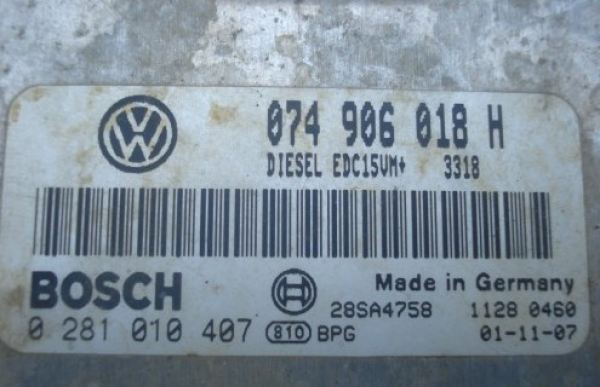 074 906 018 H
DIESEL EDC15VM+ 3318
BOSCH
Made in Germany
28SA4758 1128 0460
0 281 010 407 810 BPG 01-11-07